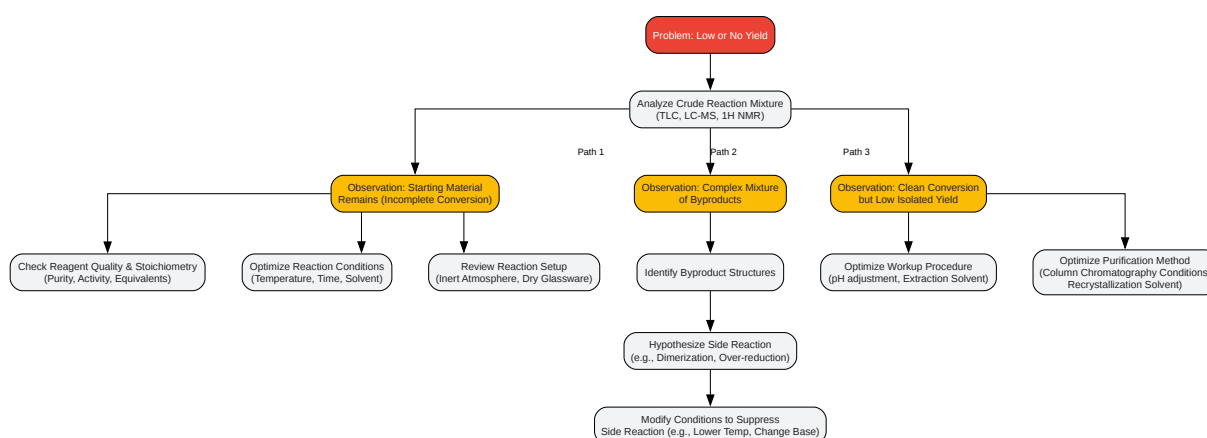 Problem: Low or No Yield
Analyze Crude Reaction Mixture
(TLC, LC-MS, 1H NMR)
Path 1
Path 2
Path 3
Observation: Starting Material
Remains (Incomplete Conversion)
Observation: Complex Mixture
of Byproducts
Observation: Clean Conversion
but Low Isolated Yield
Check Reagent Quality & Stoichiometry
(Purity, Activity, Equivalents)
Optimize Reaction Conditions
(Temperature, Time, Solvent)
Review Reaction Setup
(Inert Atmosphere, Dry Glassware)
Identify Byproduct Structures
Optimize Workup Procedure
(pH adjustment, Extraction Solvent)
Optimize Purification Method
(Column Chromatography Conditions
Recrystallization Solvent)
Hypothesize Side Reaction
(e.g., Dimerization, Over-reduction)
Modify Conditions to Suppress
Side Reaction (e.g., Lower Temp, Change Base)